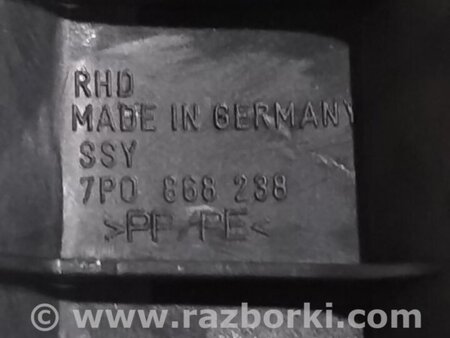 RHD
MADE IN GERMANY
SSY
7P0 868 238
>PP/PE<
© www.razborki.com